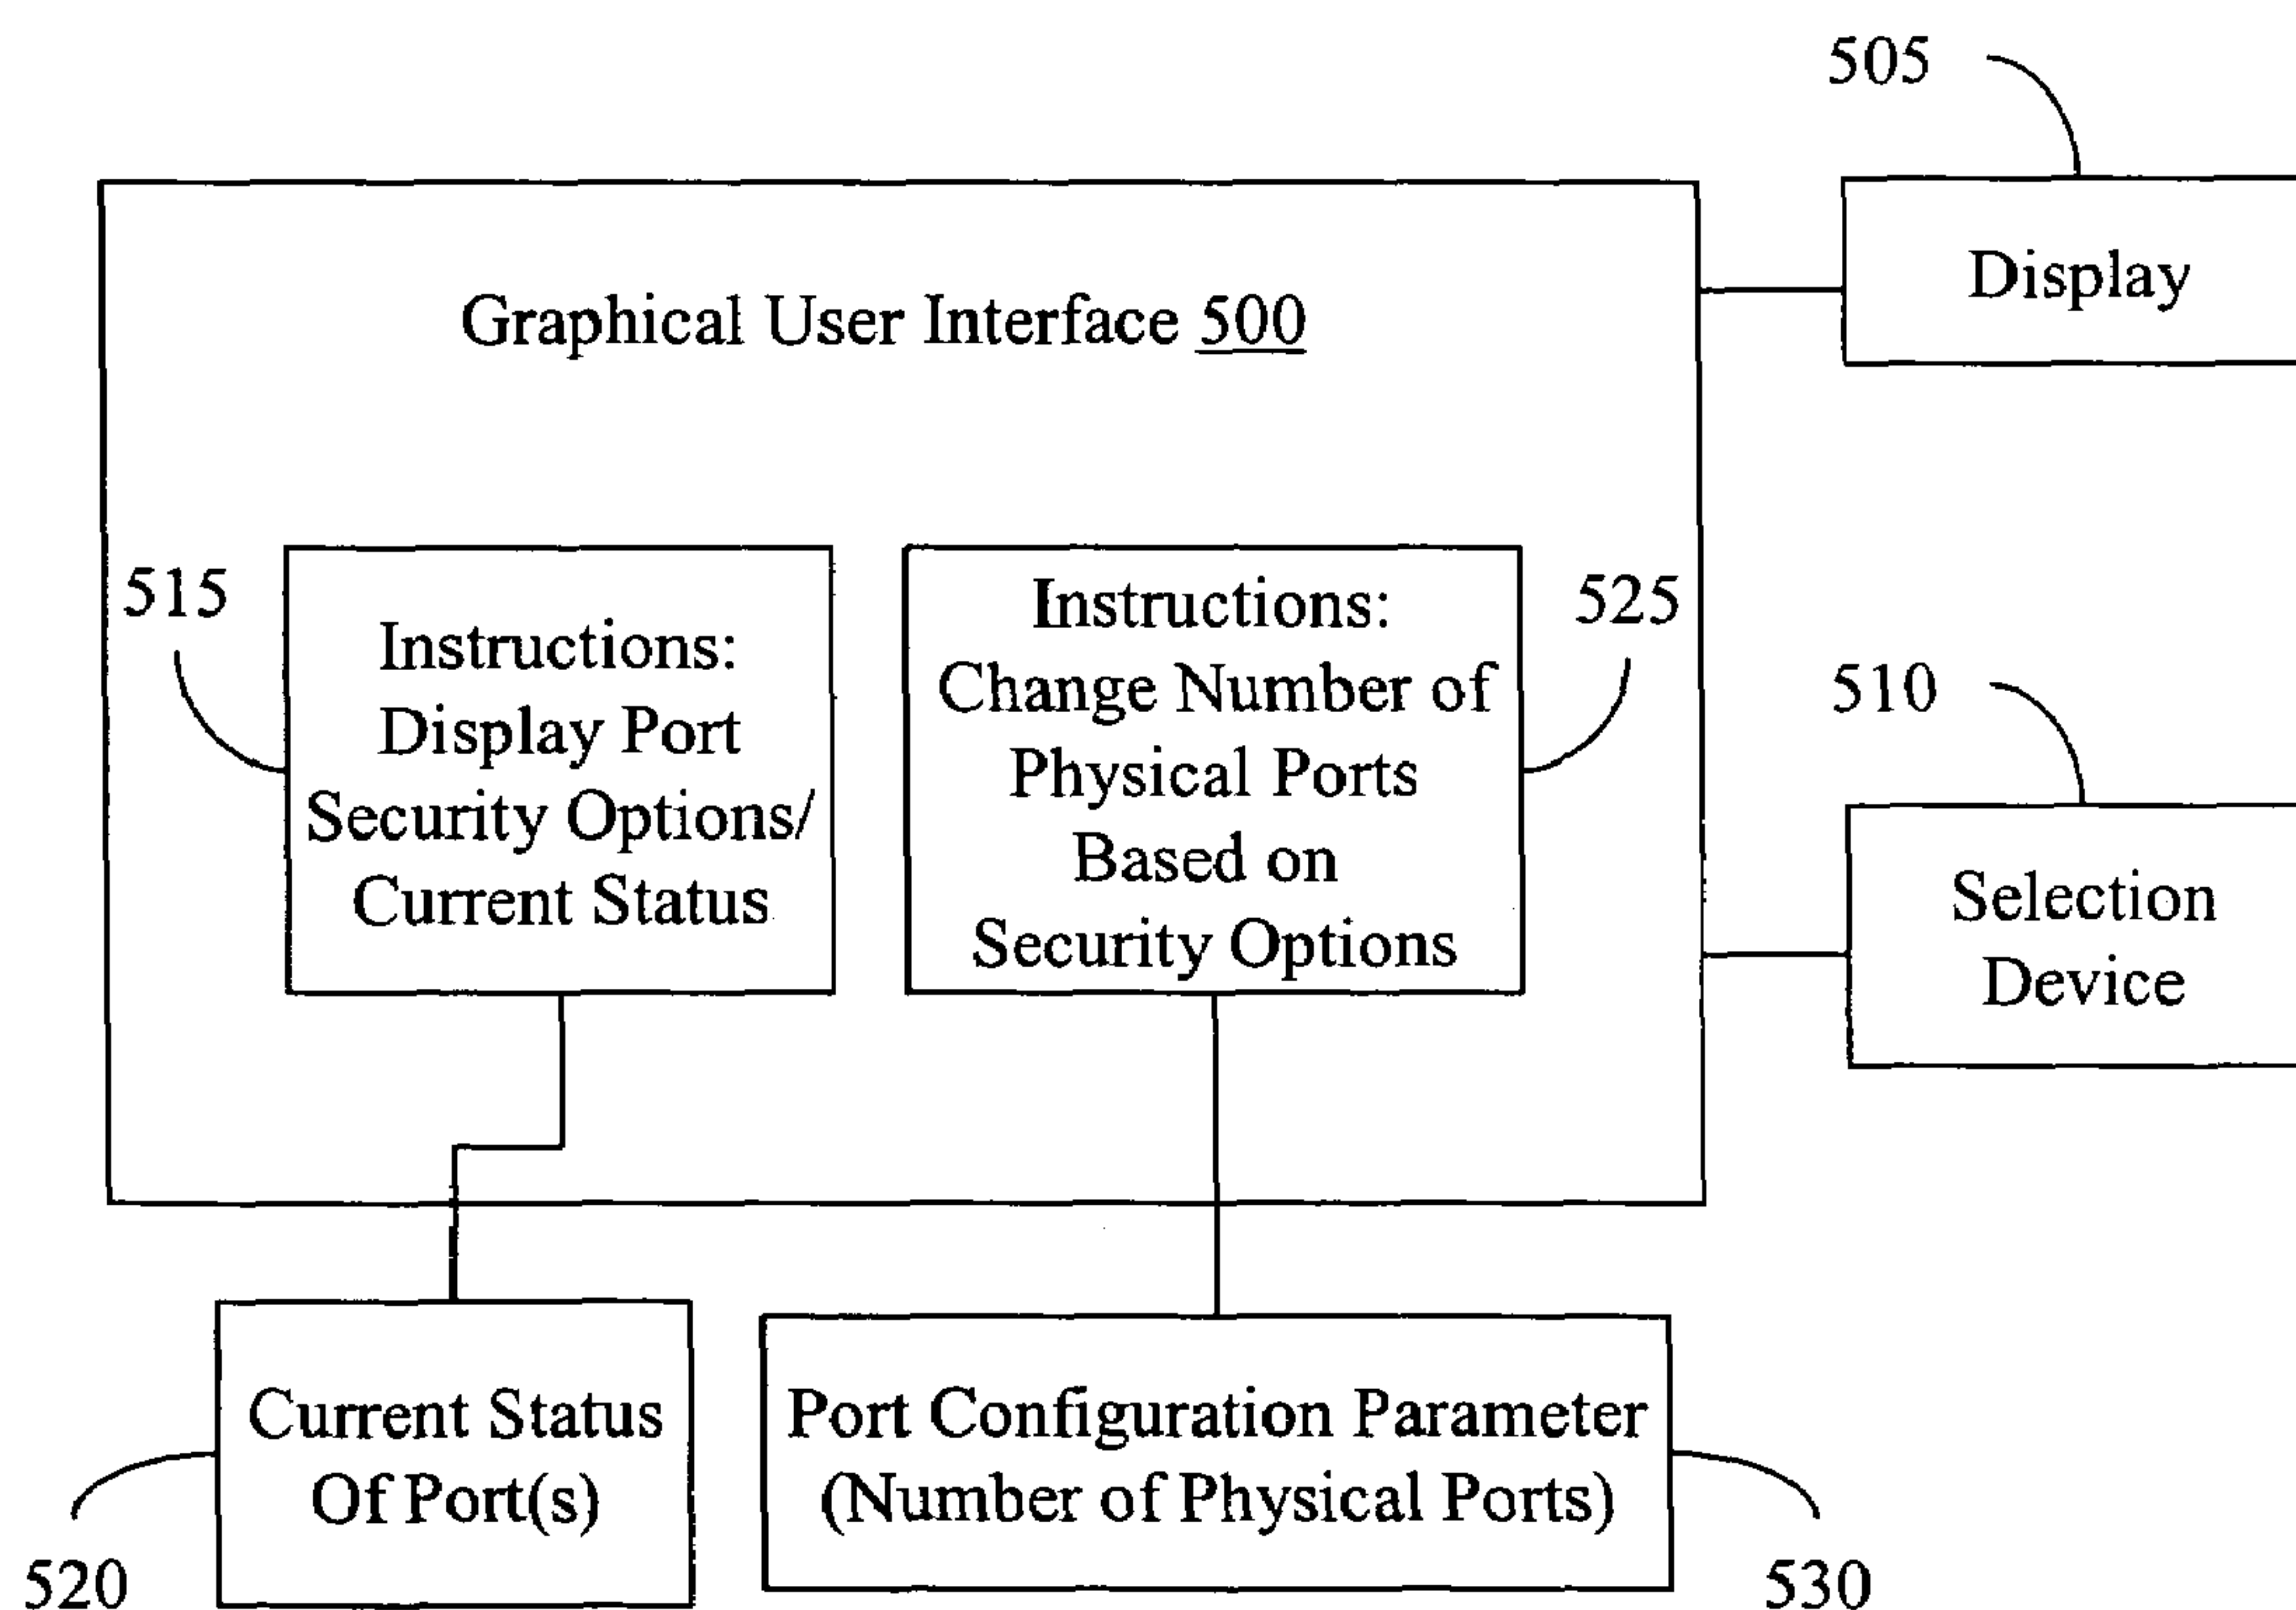 505
Display
Graphical User Interface 500
515
Instructions:
Display Port
Security Options/
Current Status
Instructions:
Change Number of
Physical Ports
Based on
Security Options
525
510
Selection
Device
Current Status
Of Port(s)
520
Port Configuration Parameter
(Number of Physical Ports)
530